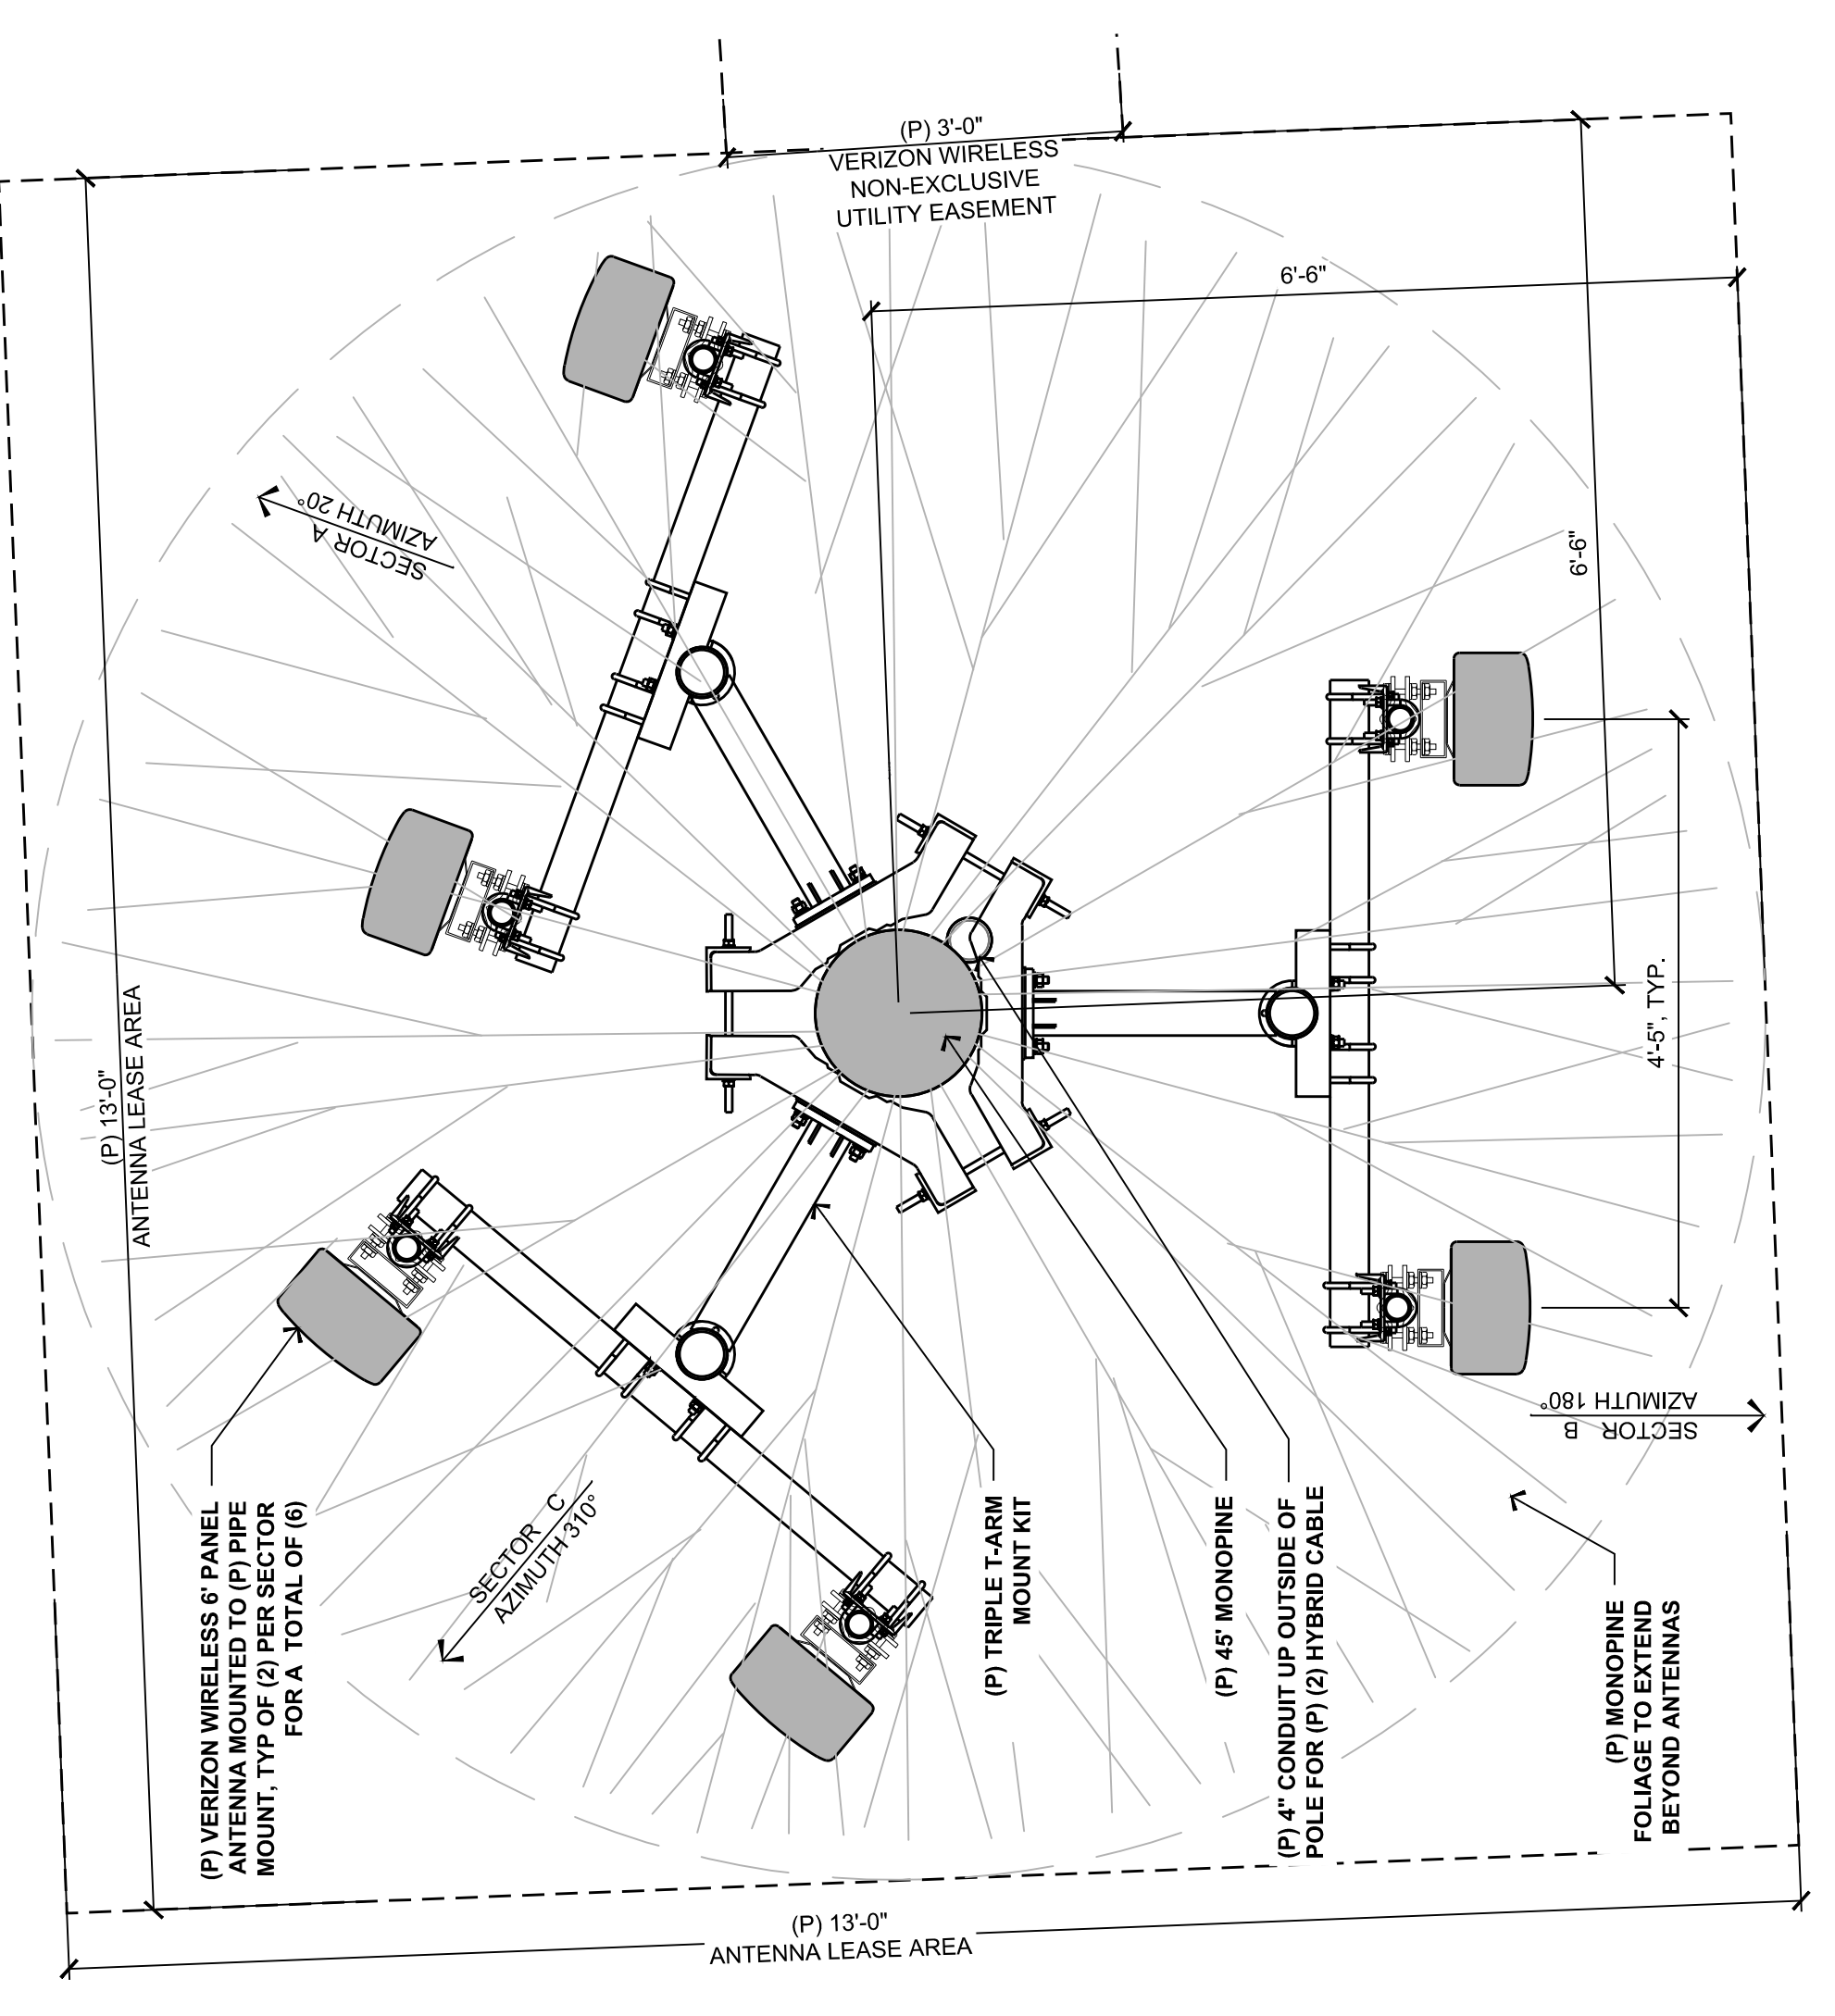 (P) 3'-0"
VERIZON WIRELESS
NON-EXCLUSIVE
UTILITY EASEMENT
6'-6"
6'-6"
SECTOR A
AZIMUTH 20°
4'-5", TYP.
(P) 13'-0"
ANTENNA LEASE AREA
SECTOR B
AZIMUTH 180°
SECTOR C
AZIMUTH 310°
(P) VERIZON WIRELESS 6' PANEL
ANTENNA MOUNTED TO (P) PIPE
MOUNT, TYP OF (2) PER SECTOR
FOR A TOTAL OF (6)
(P) TRIPLE T-ARM
MOUNT KIT
(P) 45' MONOPINE
(P) 4" CONDUIT UP OUTSIDE OF
POLE FOR (P) (2) HYBRID CABLE
(P) MONOPINE
FOLIAGE TO EXTEND
BEYOND ANTENNAS
(P) 13'-0"
ANTENNA LEASE AREA